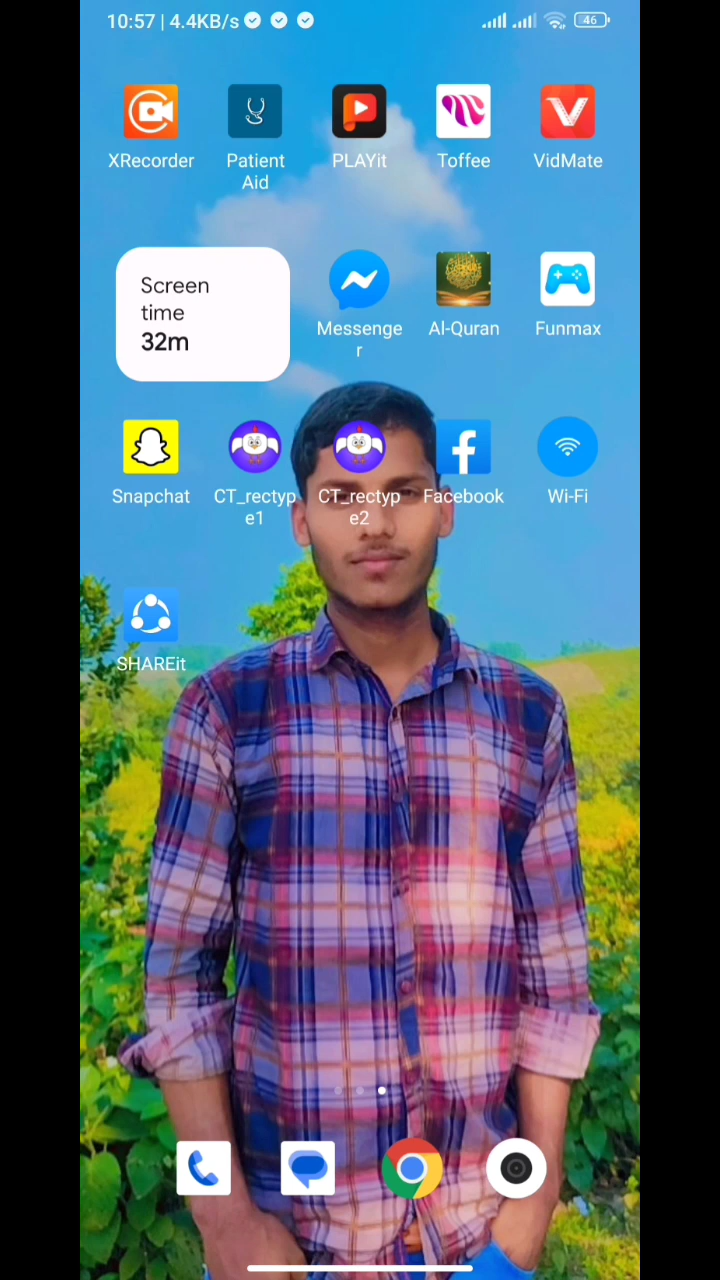 10:57 | 4.4KB/s 46
XRecorder
Patient
Aid
PLAYit
Toffee
VidMate
Screen
time
32m
Messenge
r
Al-Quran
Funmax
Snapchat
CT_rectyp
e1
CT_rectyp
e2
Facebook
Wi-Fi
SHAREit